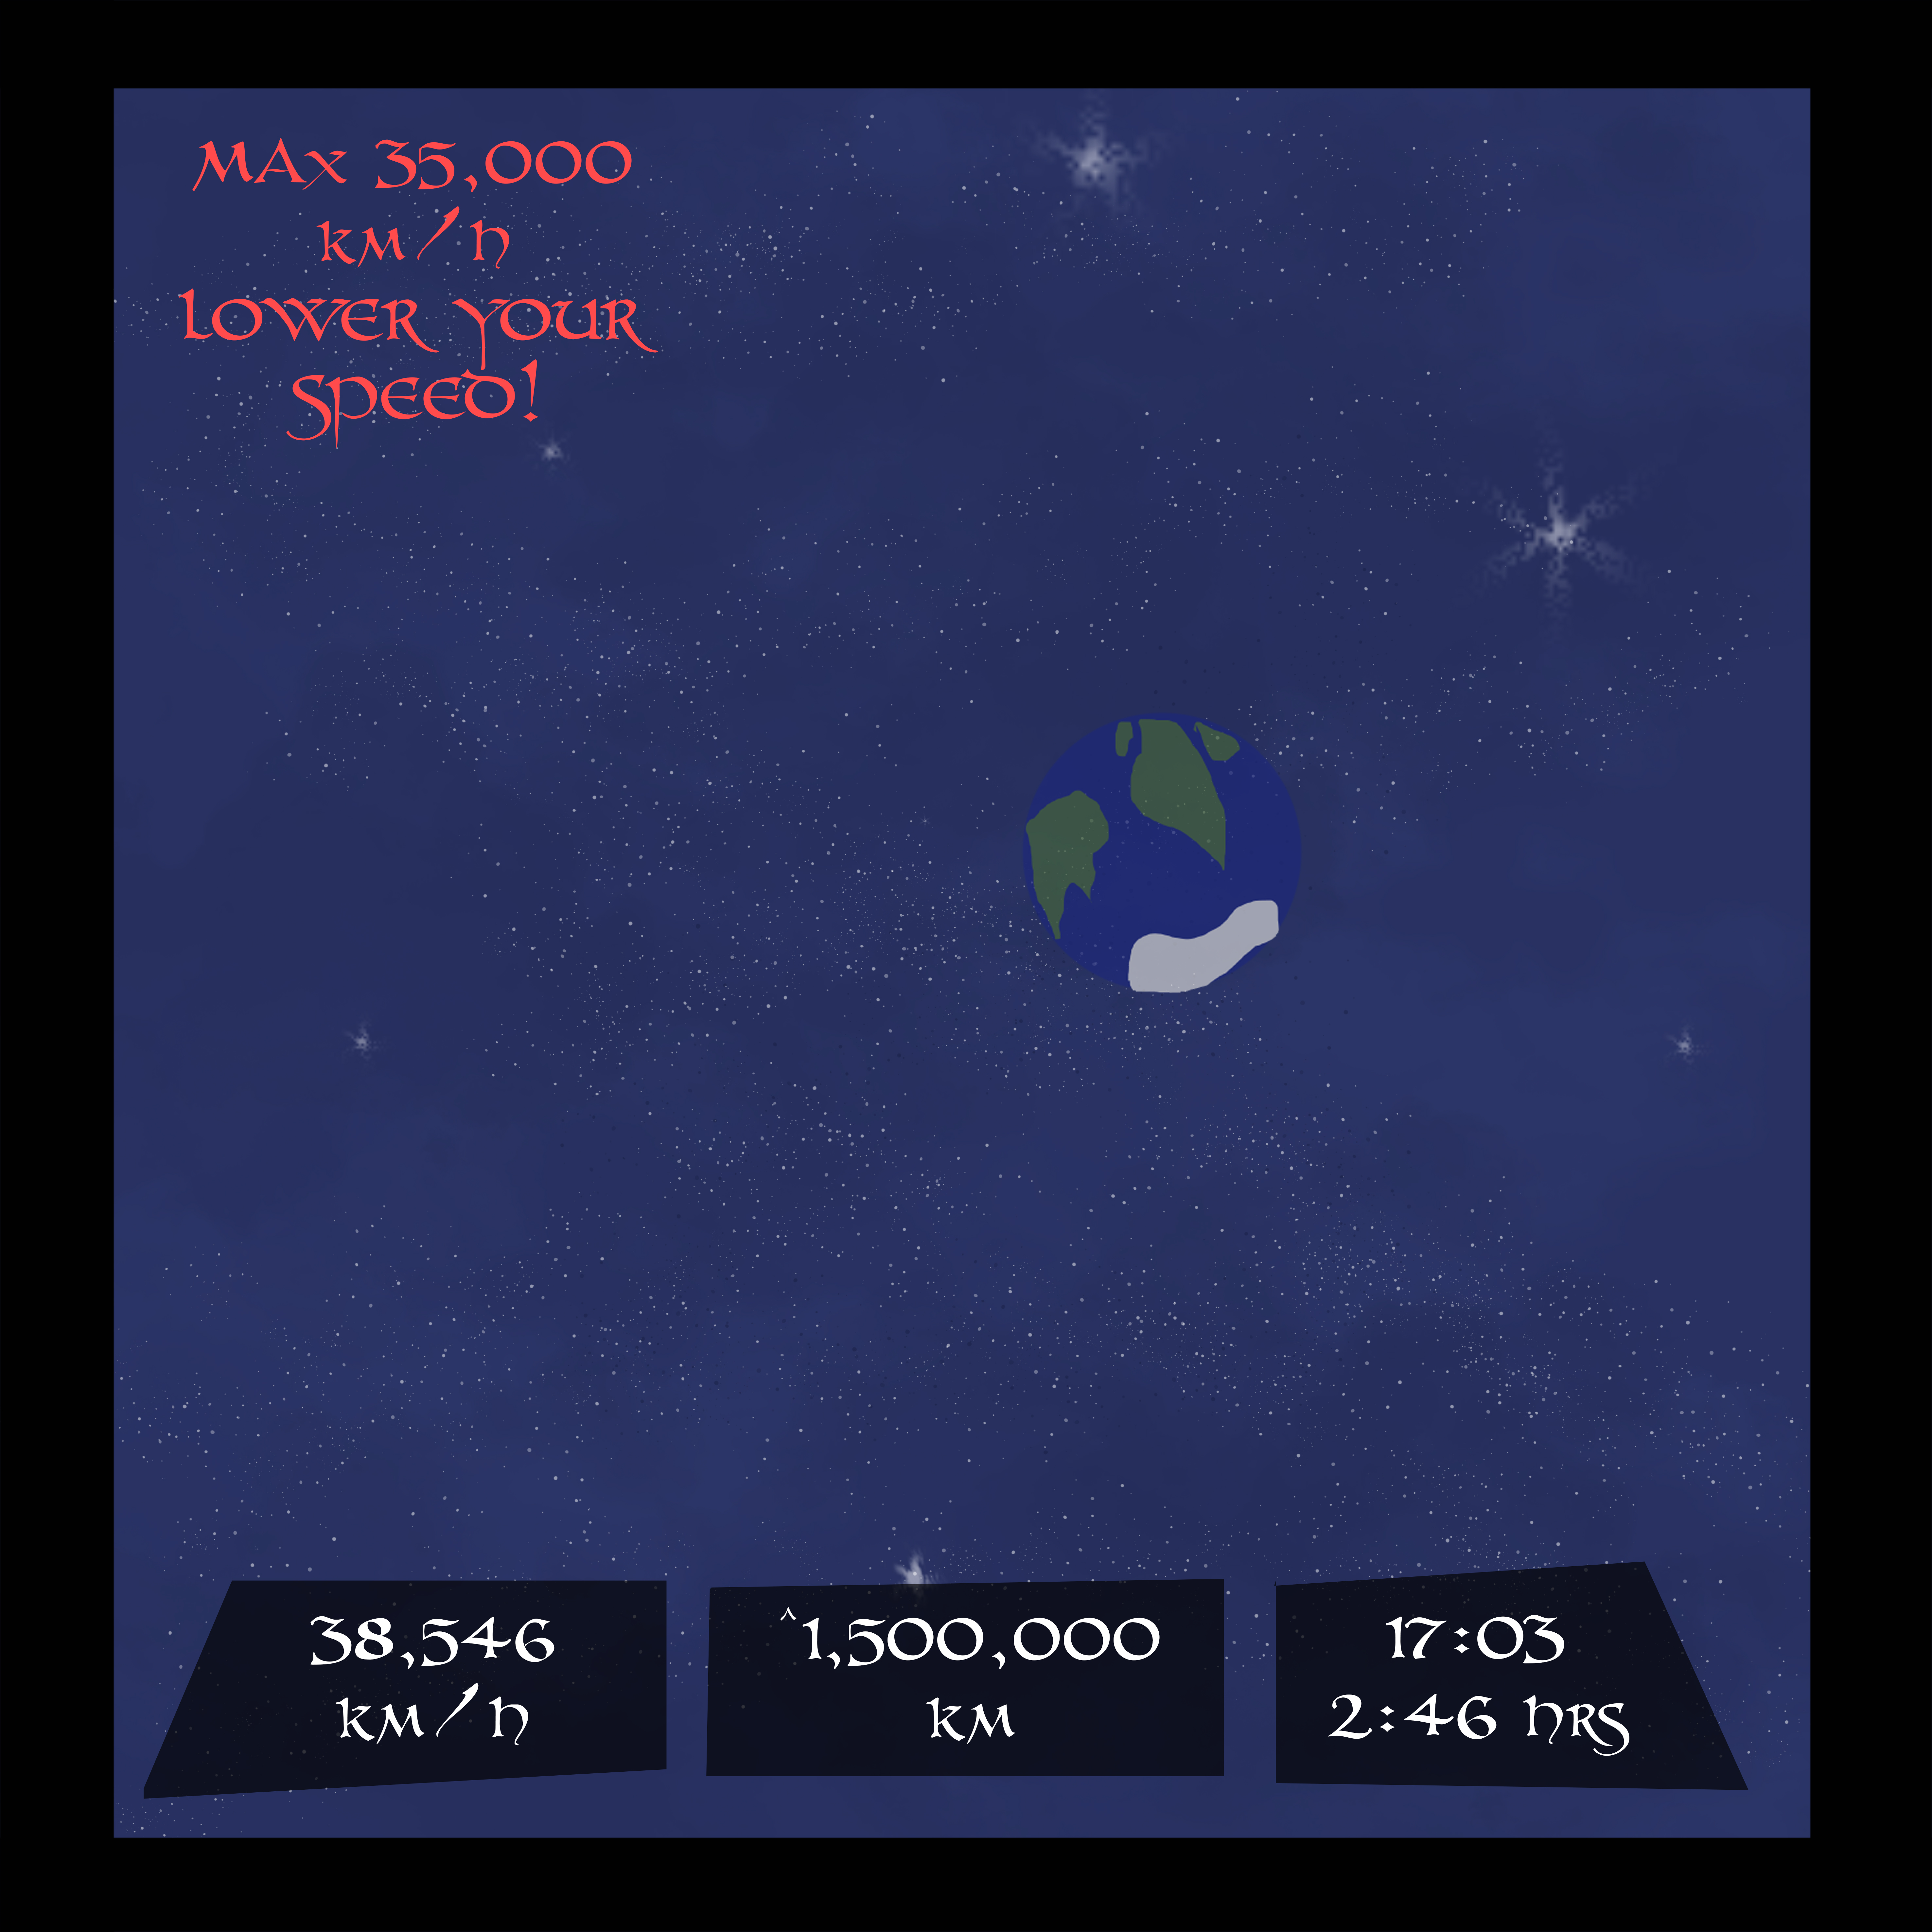 MAX 35,000
KM/H
LOWER YOUR
SPEED!
38,546
KM/H
^1,500,000
KM
17:03
2:46 HRS